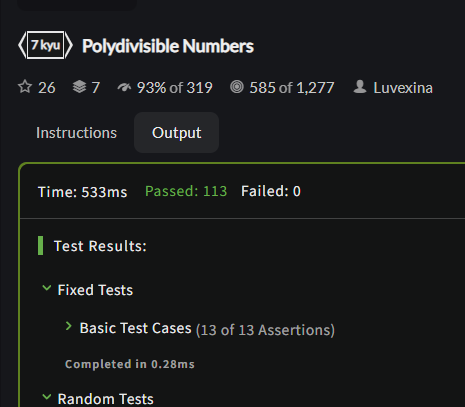 7 kyu Polydivisible Numbers
26 7 93% of 319 585 of 1,277 Luvexina
Instructions Output
Time: 533ms Passed: 113 Failed: 0
Test Results:
Fixed Tests
Basic Test Cases (13 of 13 Assertions)
Completed in 0.28ms
Random Tests